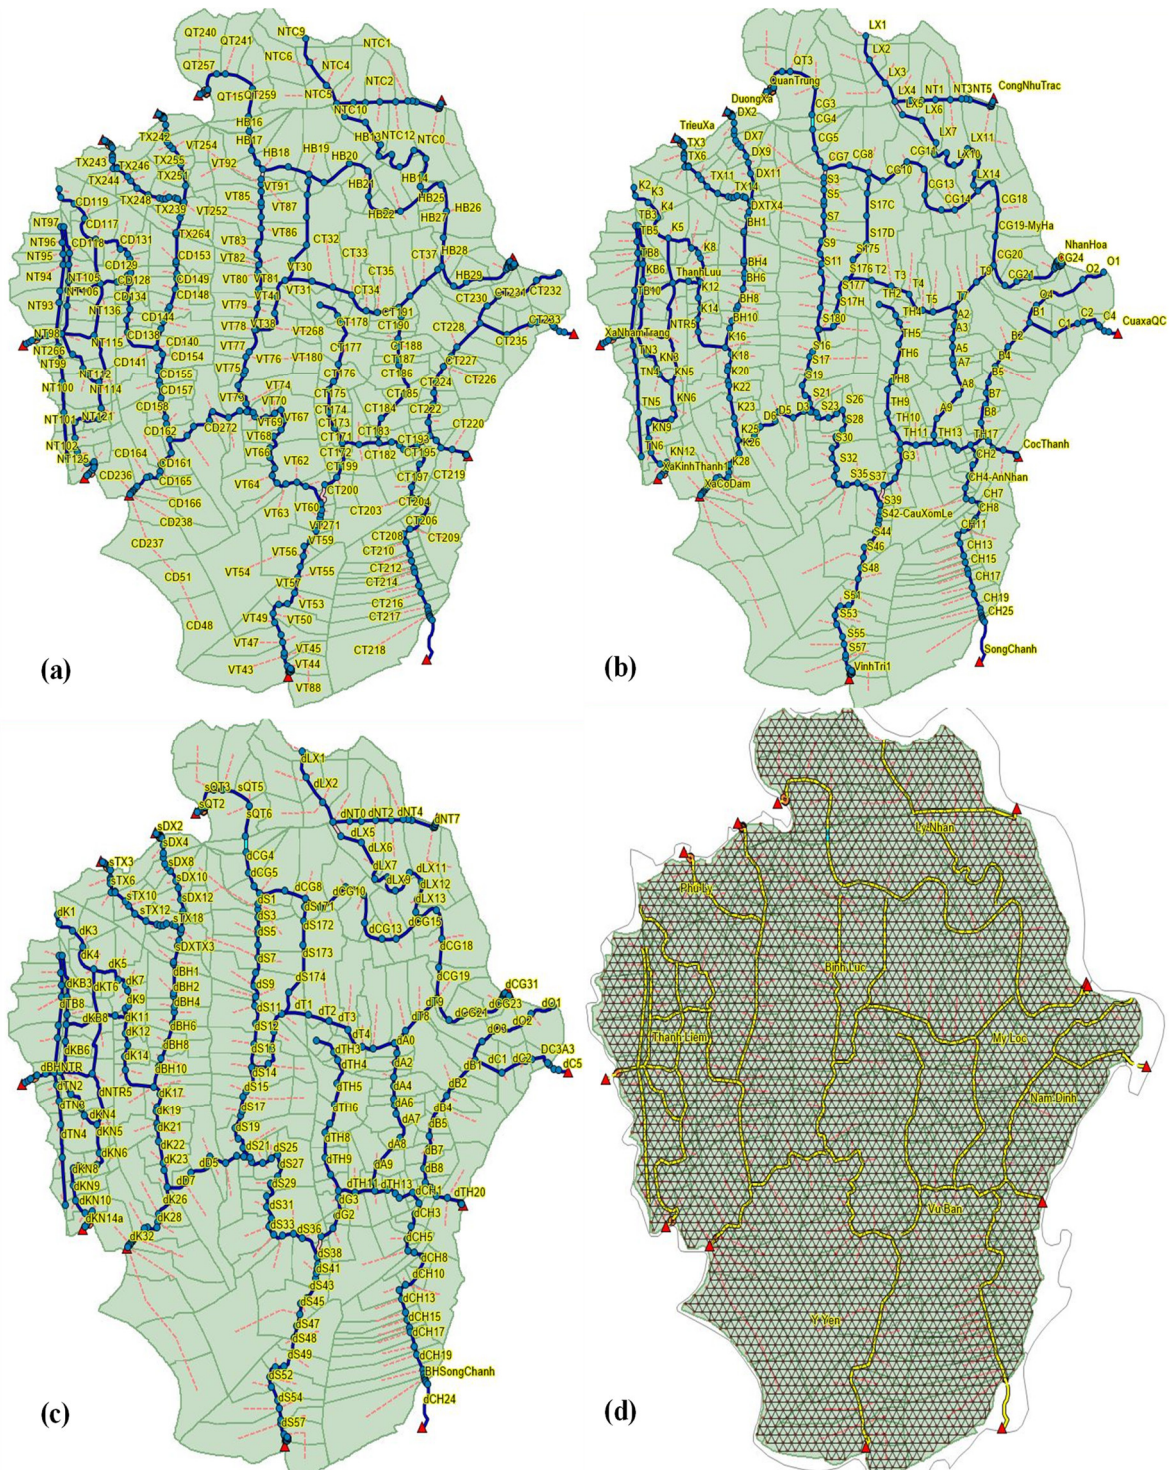 NTC9
QT240
QT241
NTC1
NTC6
QT257
NTC4
NTC2
QT15
QT259
NTC5
NTC10
HB16
TX242
HB17
HB13
NTC12
NTC0
VT254
HB18
HB19
TX243
TX246
TX255
VT92
HB20
TX244
TX251
VT91
HB21
HB14
CD119
TX248
VT85
HB25
TX239
VT252
VT87
HB22
HB26
NT97
CD117
HB27
TX264
VT86
NT96
CD118
CD131
VT83
CT32
HB28
NT95
CD153
VT82
CT33
CT37
CD129
VT30
NT94
NT105
CD128
CD149
VT80
VT81
CT35
HB29
NT106
CD134
CD148
VT41
VT31
CT34
CT230
CT231
CT232
NT93
VT79
NT136
CD144
VT38
CT178
CT191
CT190
CT233
NT98
CD138
VT78
VT268
CT228
NT115
CD140
CT177
CT188
CT235
NT266
VT77
CD154
VT76
VT180
CT187
CT227
NT99
CD141
VT75
CT176
CT186
NT112
CD155
CT224
CT226
NT100
NT114
CD157
VT74
CT175
CT185
VT79
VT70
NT101
NT121
CD158
CT174
CT184
CT222
VT69
VT67
CT173
CT220
NT102
CD162
CD272
VT68
CT171
CT183
CT193
NT125
CD164
VT66
CT172
CT182
CT195
CD161
VT62
CT199
CT219
CD236
CD165
VT64
CT197
CT200
CD166
VT60
CT203
CT204
VT63
CD238
VT271
CT206
CD237
VT59
CT208
CT209
VT56
CT210
CD51
VT54
VT55
CT212
VT57
CT214
VT53
CT216
CD48
VT49
VT50
CT217
VT47
VT45
CT218
VT43
VT44
VT88
(a)
LX1
LX2
QT3
LX3
QuanTrung
LX4
NT1
NT3NT5
CongNhuTrac
DuongXa
CG3
LX5
DX2
LX6
CG4
TrieuXa
DX7
CG5
LX7
LX11
TX3
DX9
CG7
CG8
CG14
LX10
TX6
DX11
TX11
S3
CG10
LX14
K2
TX14
S5
CG13
K3
DXTX4
S17C
CG14
CG18
TB3
K4
BH1
S7
TB5
K5
S17D
CG19-MyHa
K8
S9
S175
NhanHoa
TB8
BH4
S11
CG20
CG24
KB6
ThanhLuu
BH6
S176
T2
T3
T9
CG21
O2
O1
K12
S177
T4
TB10
BH8
TH2
T5
T7
O4
K14
S17H
TH4
A2
B1
C2
NTR5
BH10
S180
A3
C1
C4
CuaxaQC
XaNhamTrang
K16
TH5
B2
TN3
S16
A5
KN3
K18
S17
TH6
A7
B4
TN4
KN5
K20
G19
TH8
A8
B5
K22
S21
TN5
KN6
S26
TH9
A9
B7
K23
D3
S23
D6
D5
TH10
B8
KN9
K25
S28
TH11
TH13
TH17
TN6
K26
S30
CocThanh
KN12
K28
S32
G3
CH2
XaKinhThanh1
S35
S37
CH4-AnNhan
XaCoDam
S39
CH7
CH8
S42-CauXomLe
S44
CH11
S46
CH13
S48
CH15
CH17
S51
CH19
S53
CH25
S55
S57
SongChanh
VinhTri1
(b)
dLX1
dLX2
sQT3
sQT5
sQT2
sQT6
dNT0
dNT2
dNT4
dNT7
sDX2
dLX5
sDX4
dCG4
dLX6
sTX3
sDX8
dCG5
dLX7
dLX11
sTX6
sDX10
dCG8
dLX9
dCG10
dLX12
sTX10
sDX12
dS1
dS171
dLX13
dK1
sTX12
sTX18
dS3
dS172
dCG15
dK3
dS5
dCG13
dK4
sDXTX3
dS173
dCG18
dK5
dS7
dBH1
dCG19
dKB3
dKT6
dK7
dBH2
dS9
dS174
dCG31
dTB8
dK9
dBH4
dS11
dT1
dT9
dCG23
dO1
dKB8
dK11
dT2
dT8
dCG21
dO2
dBH6
dS12
dT3
dK12
dO3
dKB6
dBH8
dS13
dT4
dA0
DC3A3
dK14
dTH3
dC1
dC2
dBHNTR
dBH10
dS14
dTH4
dA2
dB1
dC5
dTN2
dNTR5
dS15
dTH5
dA4
dB2
dK17
dTN3
dKN4
dK19
dS17
dTH6
dA6
dB4
dTN4
dKN5
dK21
dS19
dA7
dB5
dKN6
dK22
dS21
dS25
dTH8
dA8
dB7
dKN8
dK23
dD5
dS27
dTH9
dA9
dB8
dKN9
dD7
dS29
dTH11
dTH13
dCH1
dTH20
dKN10
dK26
dS31
dG3
dCH3
dKN14a
dK28
dS33
dS36
dG2
dK32
dCH5
dS38
dCH8
dS41
dCH10
dS43
dS45
dCH13
dS47
dCH15
dS48
dCH17
dS49
dCH19
dS52
BHSongChanh
dS54
dCH24
dS57
(c)
Ly Nhan
Phu Ly
Binh Luc
Thanh Liem
My Loc
Nam Dinh
Vu Ban
Y Yen
(d)